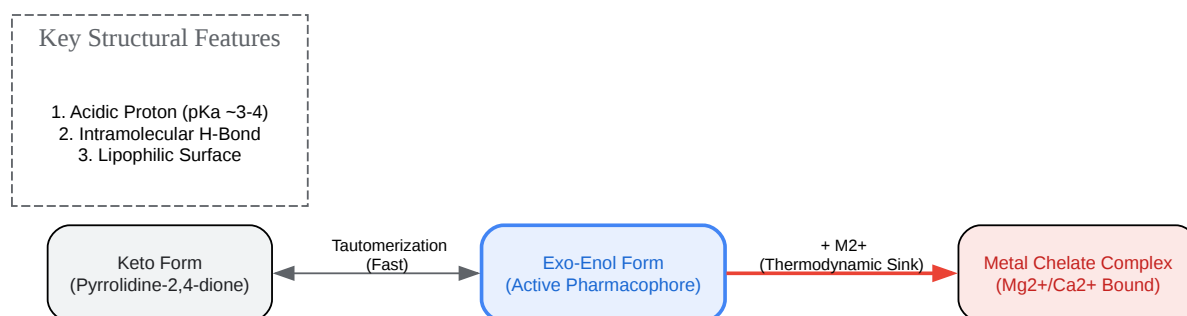 Key Structural Features
1. Acidic Proton (pKa ~3-4)
2. Intramolecular H-Bond
3. Lipophilic Surface
Keto Form
(Pyrrolidine-2,4-dione)
Tautomerization
(Fast)
Exo-Enol Form
(Active Pharmacophore)
+ M2+
(Thermodynamic Sink)
Metal Chelate Complex
(Mg2+/Ca2+ Bound)